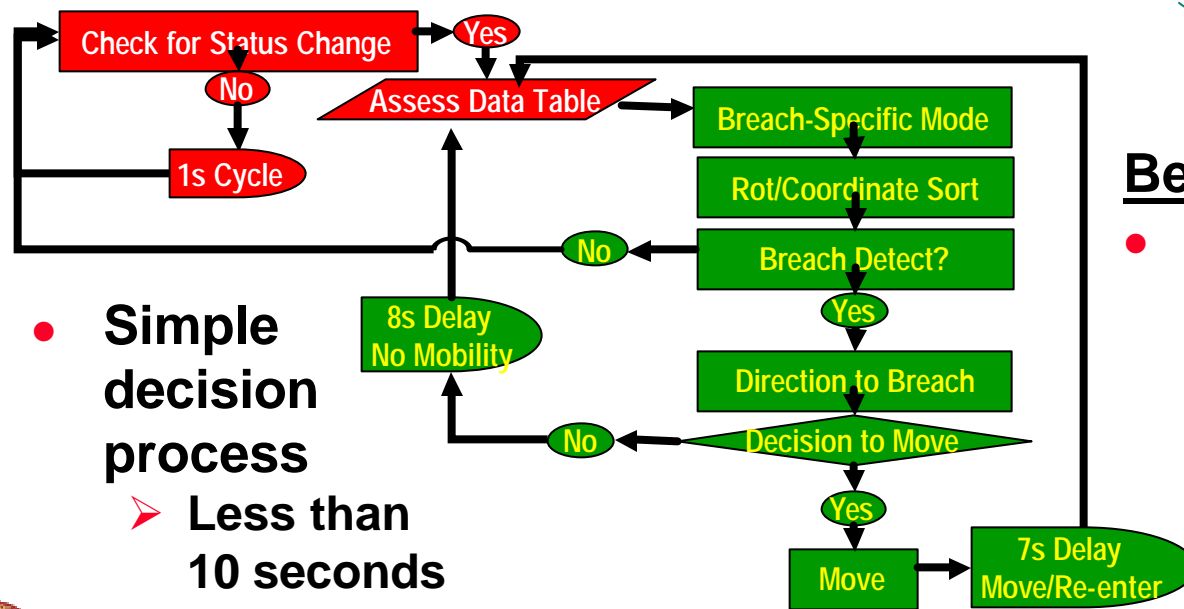 Check for Status Change
Yes
No
Assess Data Table
1s Cycle
Breach-Specific Mode
Rot/Coordinate Sort
Breach Detect?
No
Yes
8s Delay
No Mobility
Direction to Breach
Decision to Move
No
Yes
Move
7s Delay
Move/Re-enter
Simple
decision
process
Less than
10 seconds
Be